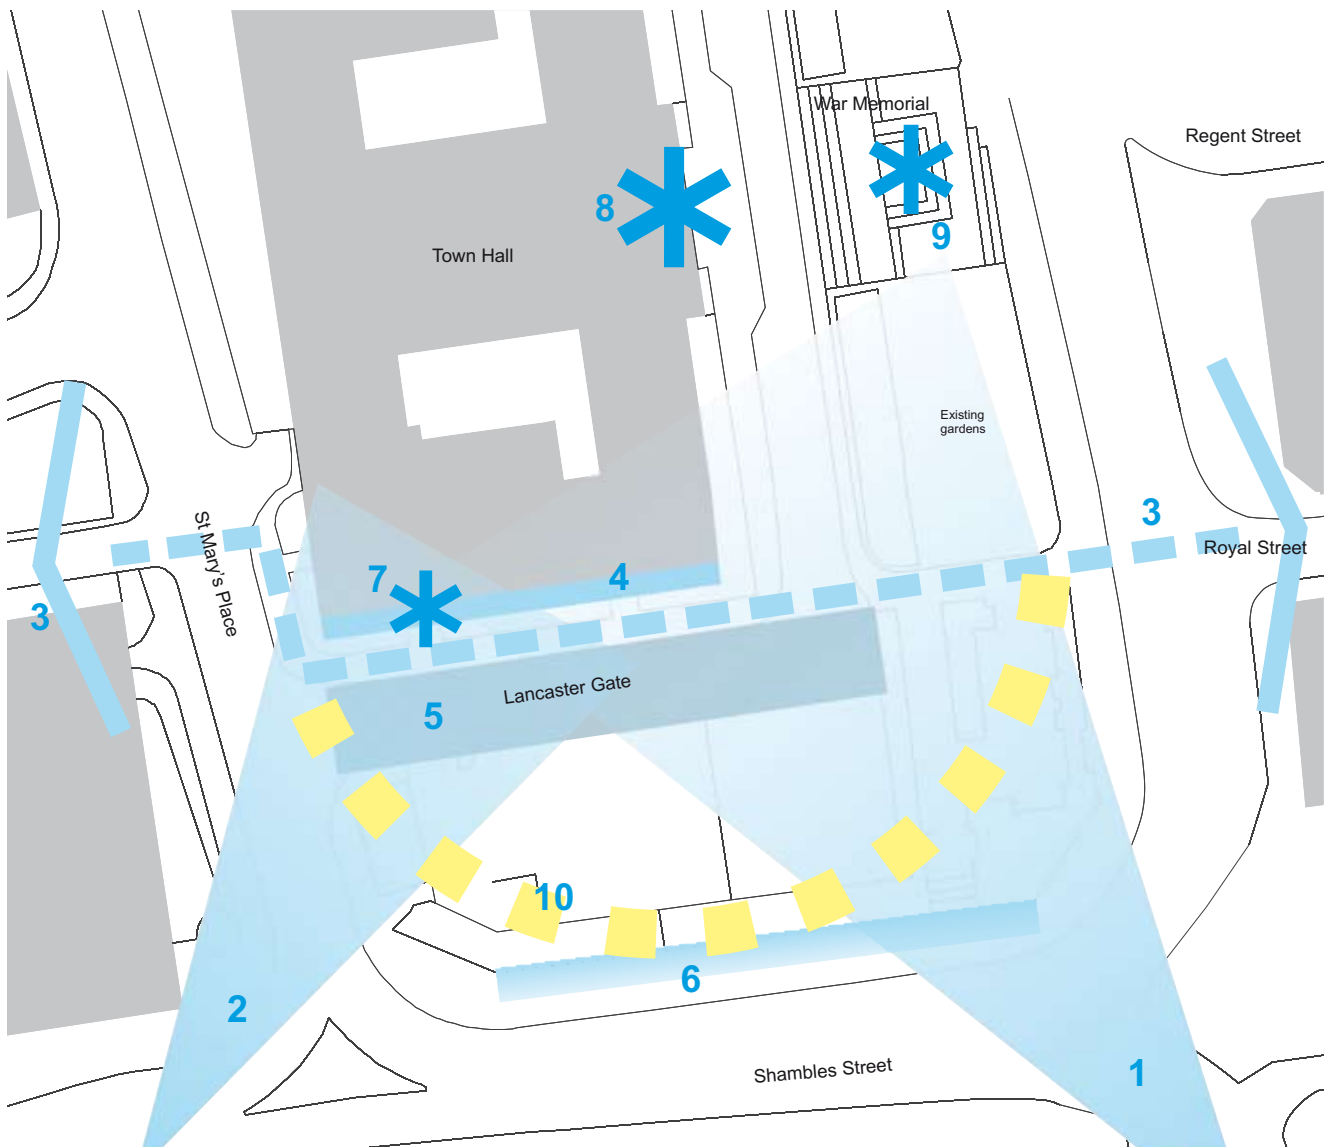 War Memorial
Regent Street
8
9
Town Hall
Existing
gardens
3
St Mary's Place
Royal Street
7
4
3
Lancaster Gate
5
10
6
2
Shambles Street
1